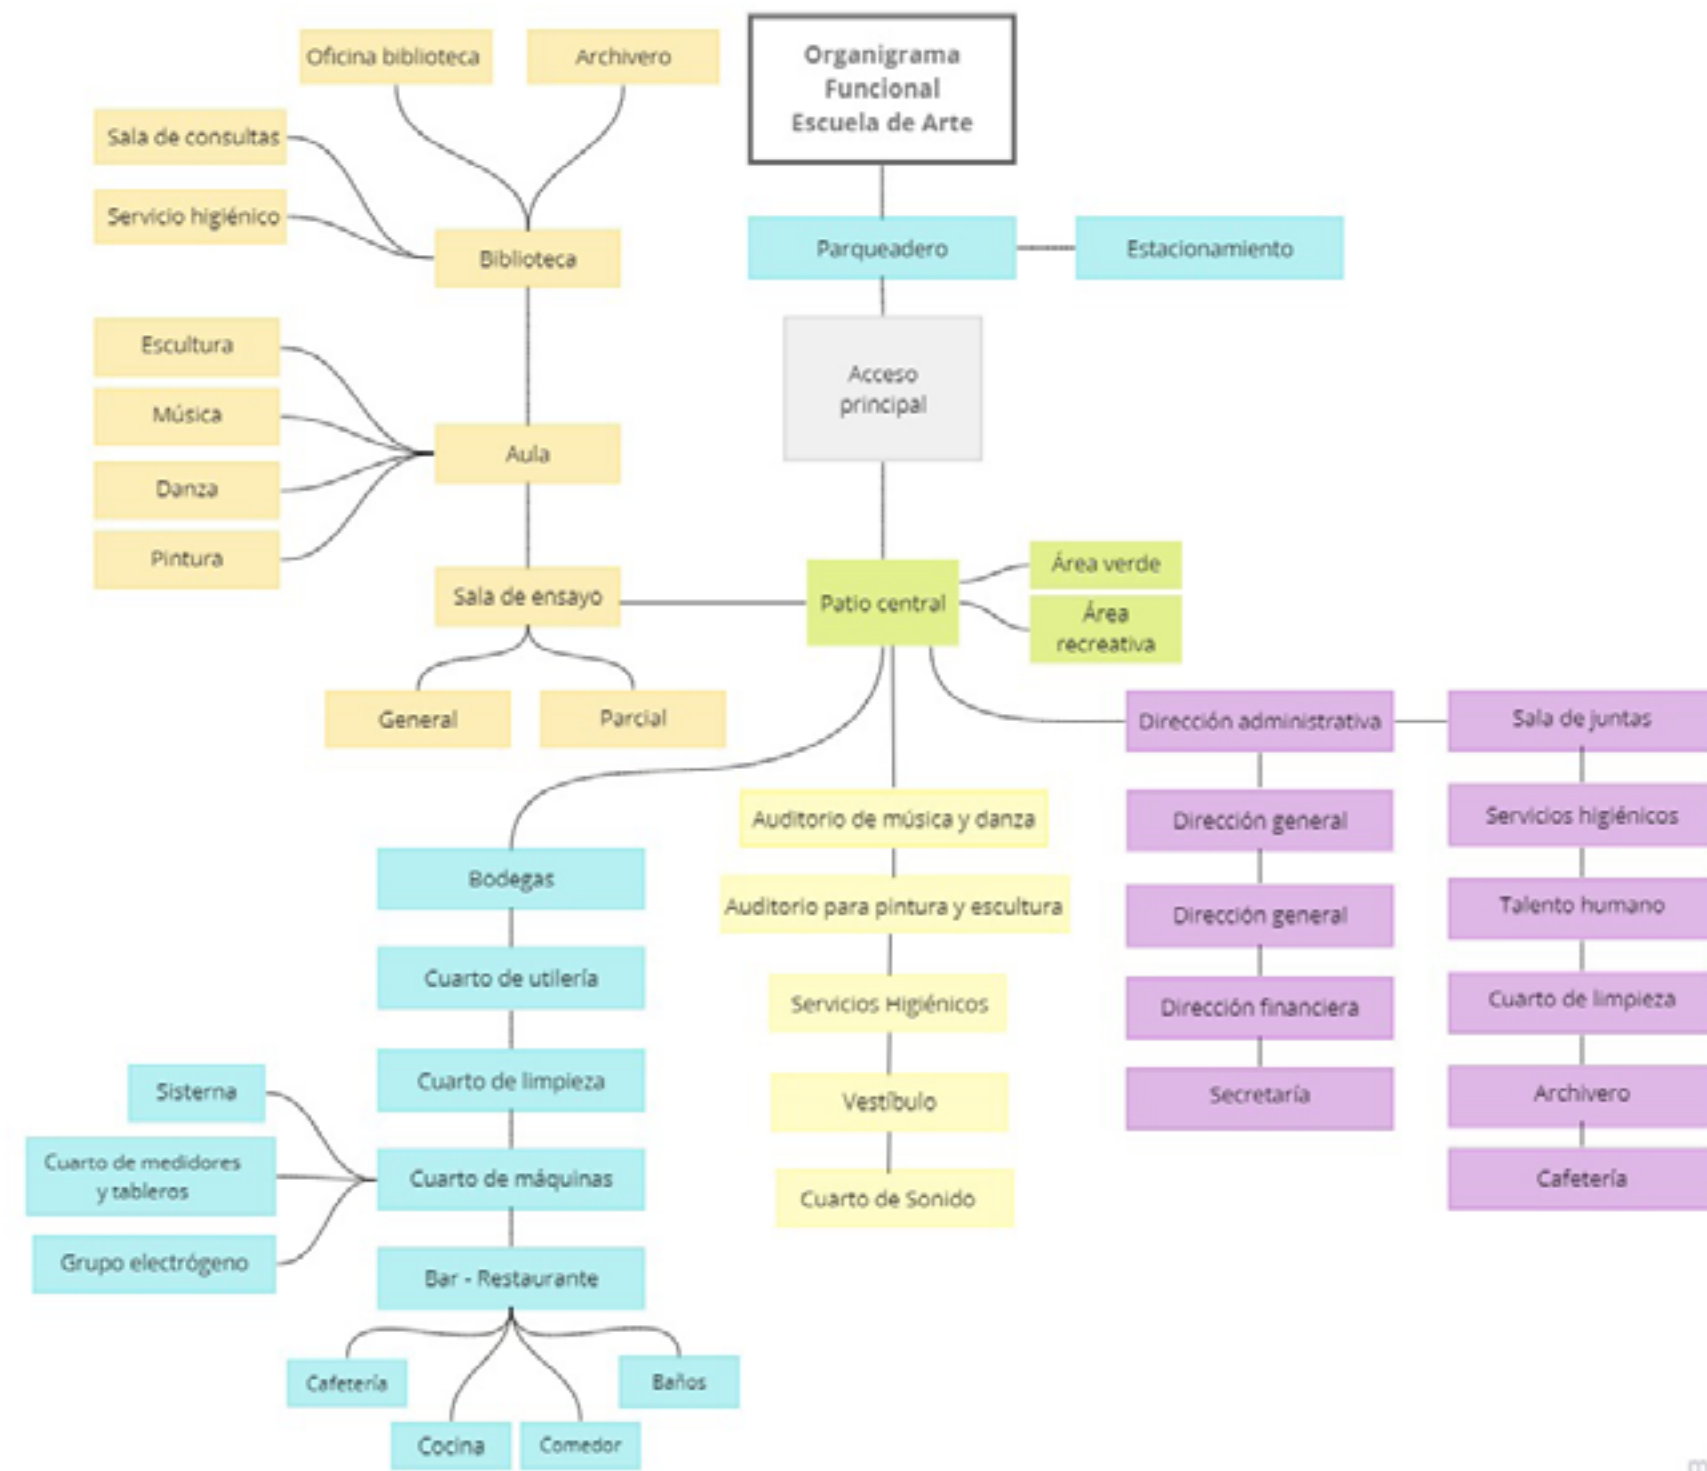 Organigrama
Funcional
Escuela de Arte
Parqueadero
Estacionamiento
Acceso
principal
Patio central
Área verde
Área
recreativa
Oficina biblioteca
Archivero
Sala de consultas
Servicio higiénico
Biblioteca
Escultura
Música
Danza
Pintura
Aula
Sala de ensayo
General
Parcial
Bodegas
Cuarto de utilería
Cuarto de limpieza
Cuarto de máquinas
Sisterna
Cuarto de medidores
y tableros
Grupo electrógeno
Bar - Restaurante
Cafetería
Cocina
Comedor
Baños
Auditorio de música y danza
Auditorio para pintura y escultura
Servicios Higiénicos
Vestíbulo
Cuarto de Sonido
Dirección administrativa
Dirección general
Dirección general
Dirección financiera
Secretaría
Sala de juntas
Servicios higiénicos
Talento humano
Cuarto de limpieza
Archivero
Cafetería